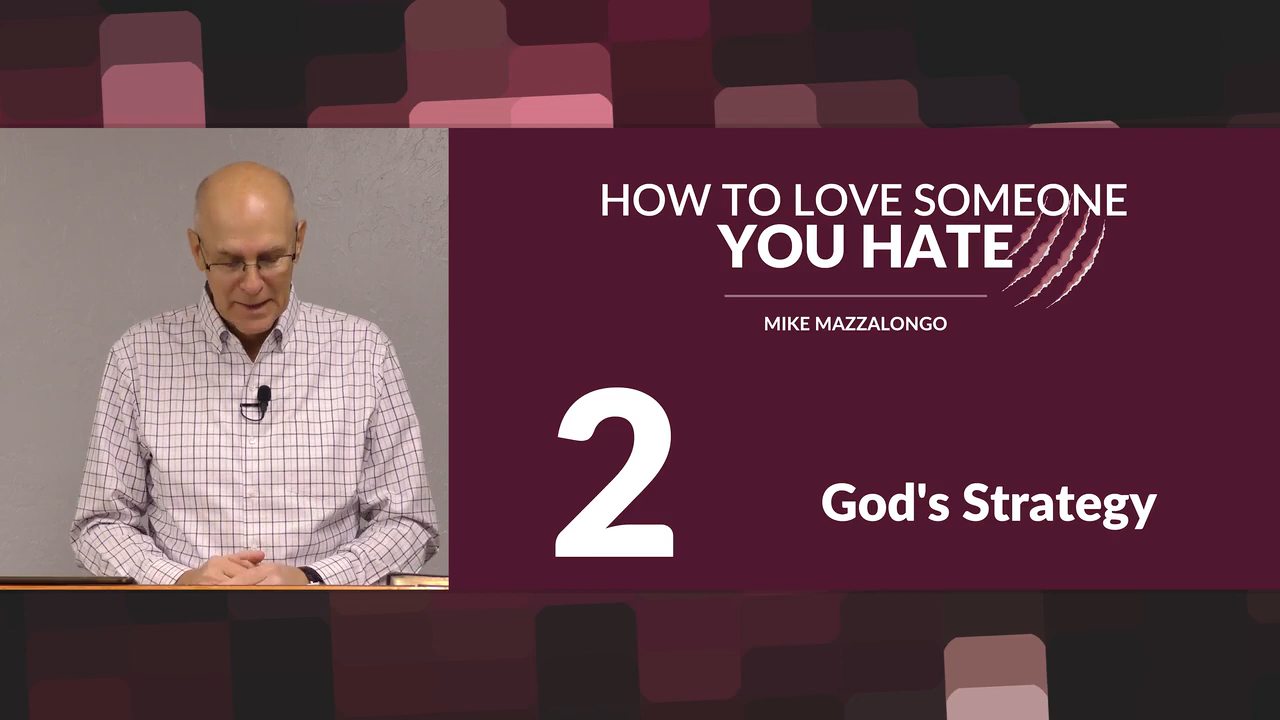 HOW TO LOVE SOMEONE
YOU HATE
MIKE MAZZALONGO
2
God's Strategy